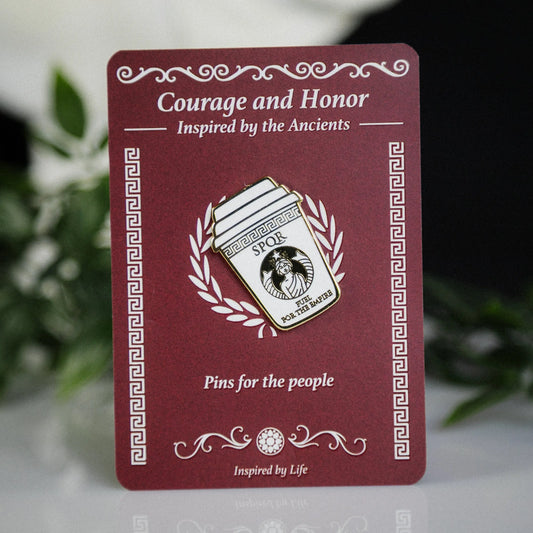 Courage and Honor
Inspired by the Ancients
SPQR
FUEL
FOR THE EMPIRE
Pins for the people
Inspired by Life